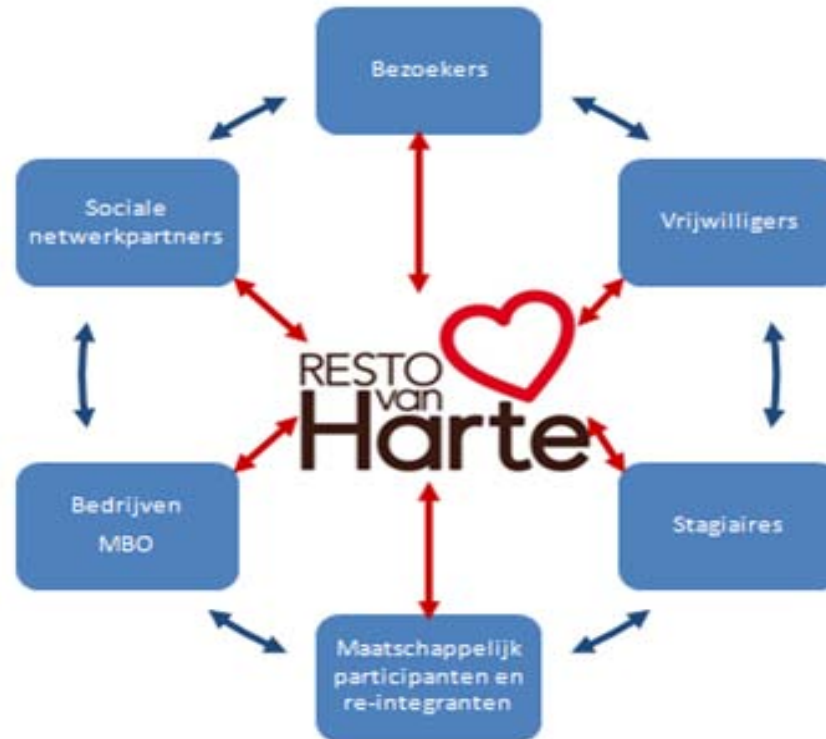 Bezoekers
Sociale
netwerkpartners
Vrijwilligers
RESTO
van
Harte
Bedrijven
MBO
Stagiaires
Maatschappelijk
participanten en
re-integranten